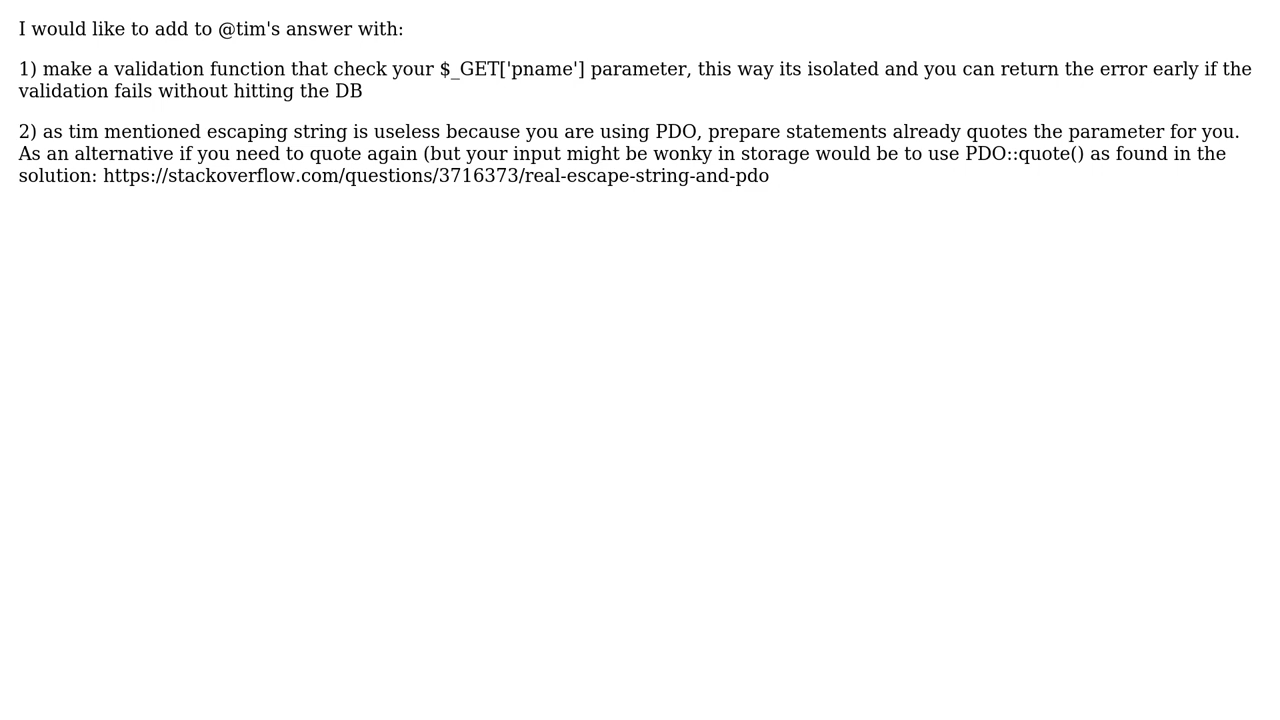 I would like to add to @tim's answer with:
1) make a validation function that check your $_GET['pname'] parameter, this way its isolated and you can return the error early if the
validation fails without hitting the DB
2) as tim mentioned escaping string is useless because you are using PDO, prepare statements already quotes the parameter for you.
As an alternative if you need to quote again (but your input might be wonky in storage would be to use PDO::quote() as found in the
solution: https://stackoverflow.com/questions/3716373/real-escape-string-and-pdo